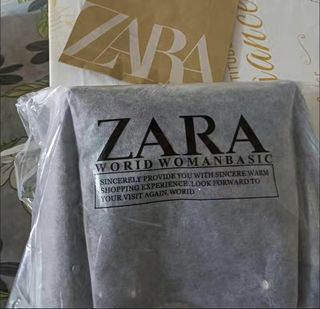 ZARA
ZARA
WORID WOMANBASIC
SINCERELY PROVIDE YOU WITH SINCERE WARM
SHOPPING EXPERIENCE. LOOK FORWARD TO
YOUR VISIT AGAIN. WORID